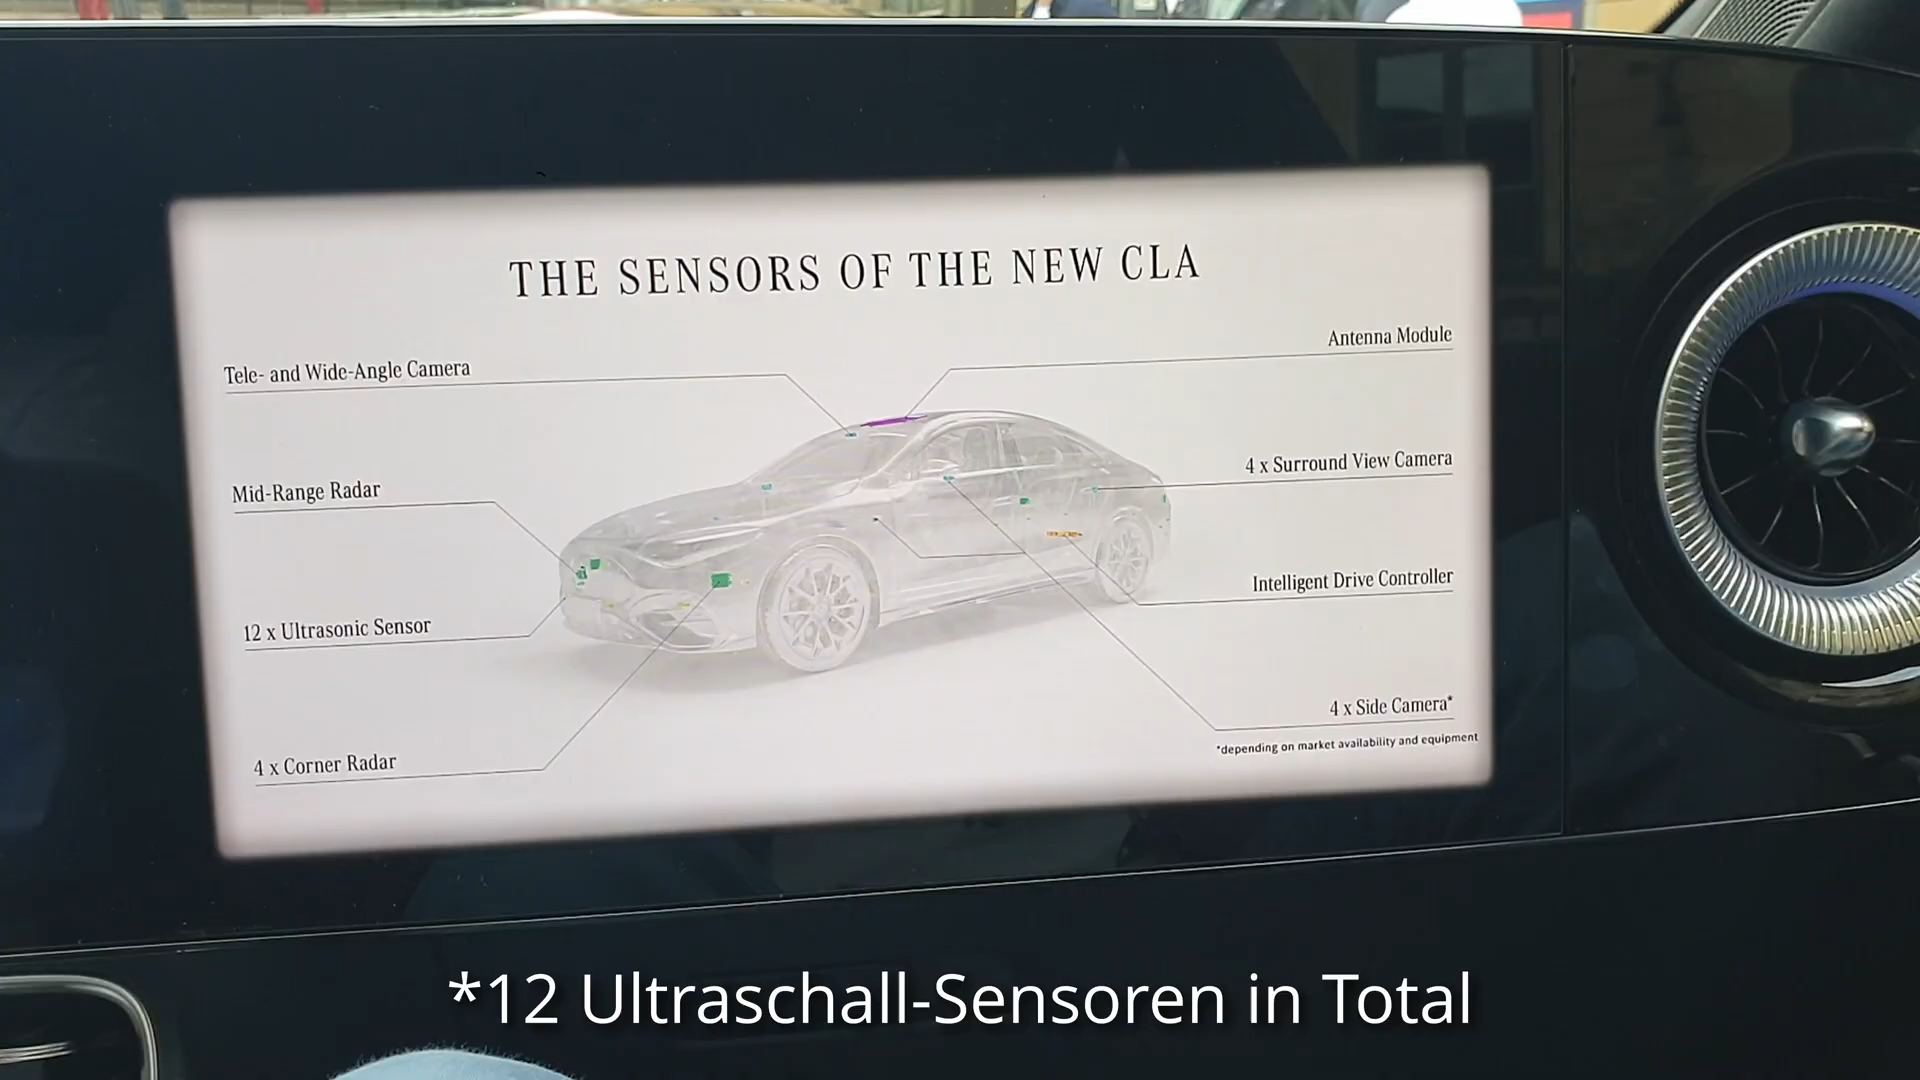 THE SENSORS OF THE NEW CLA
Tele- and Wide-Angle Camera
Mid-Range Radar
12 x Ultrasonic Sensor
4 x Corner Radar
Antenna Module
4 x Surround View Camera
Intelligent Drive Controller
4 x Side Camera*
*depending on market availability and equipment
*12 Ultraschall-Sensoren in Total